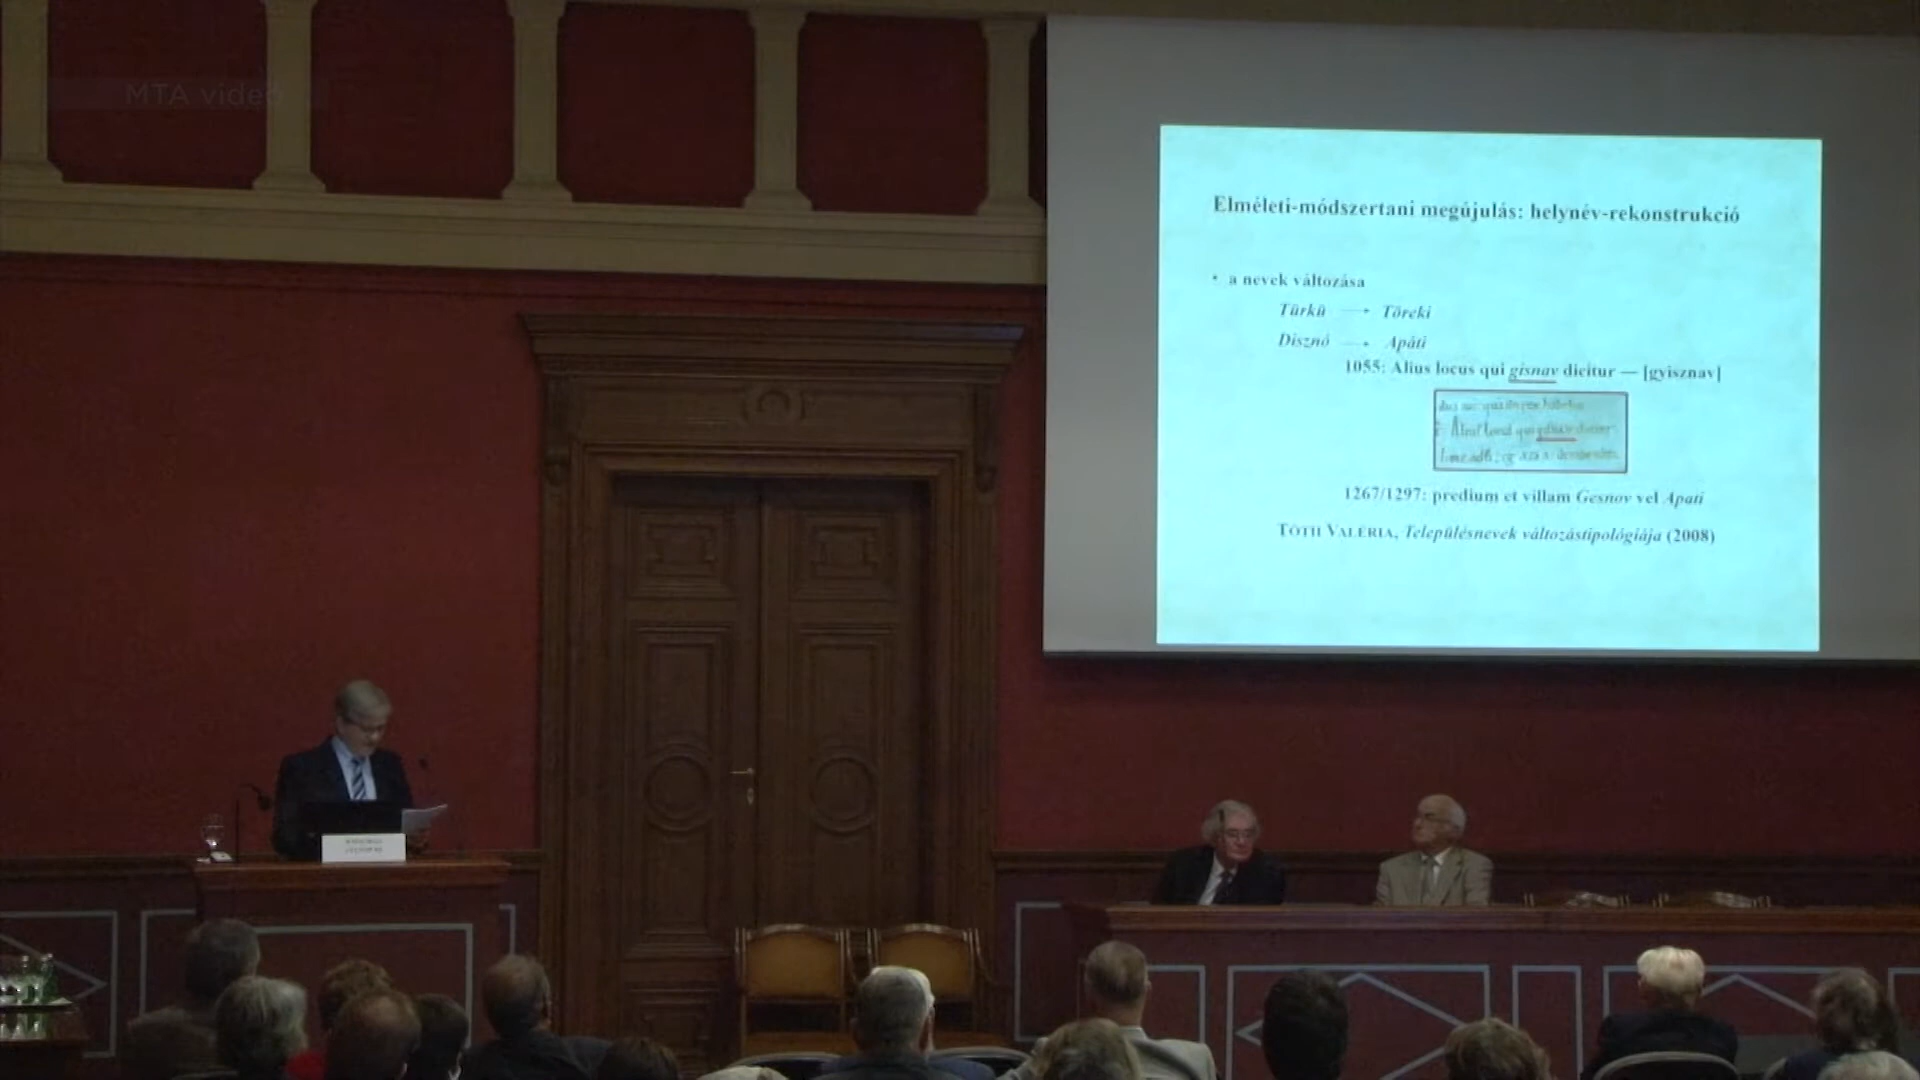 MTA video
Elméleti-módszertani megújulás: helynév-rekonstrukció
• a nevek változása
Türkü → Töreki
Disznó → Apáti
1055: Alius locus qui gisnav dicitur — [gyisznav]
1267/1297: predium et villam Gesnov vel Apati
TÓTH VALÉRIA, Településnevek változástipológiája (2008)